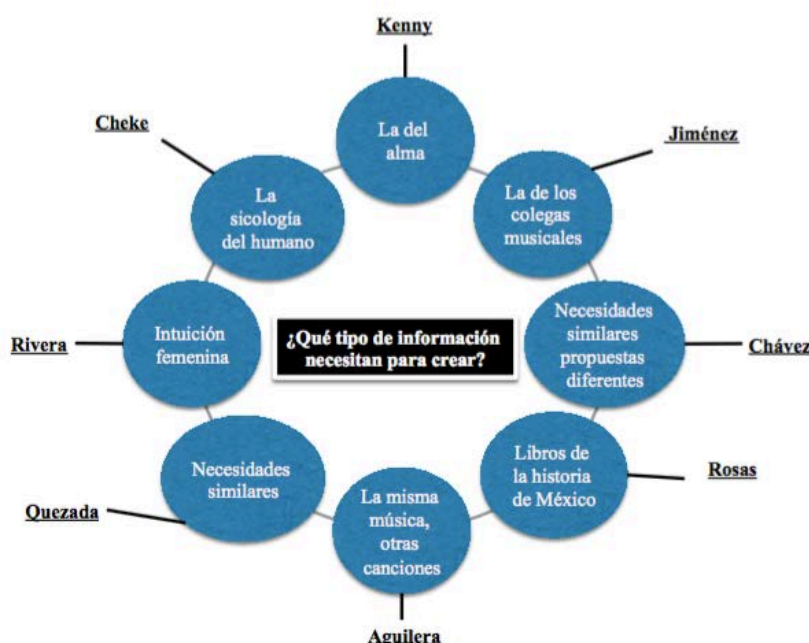 Kenny
La del
alma
Cheke
La
sicología
del humano
Jiménez
La de los
colegas
musicales
Rivera
Intuición
femenina
¿Qué tipo de información
necesitan para crear?
Necesidades
similares
propuestas
diferentes
Chávez
Quezada
Necesidades
similares
Libros de
la historia
de México
Rosas
La misma
música,
otras
canciones
Aguilera